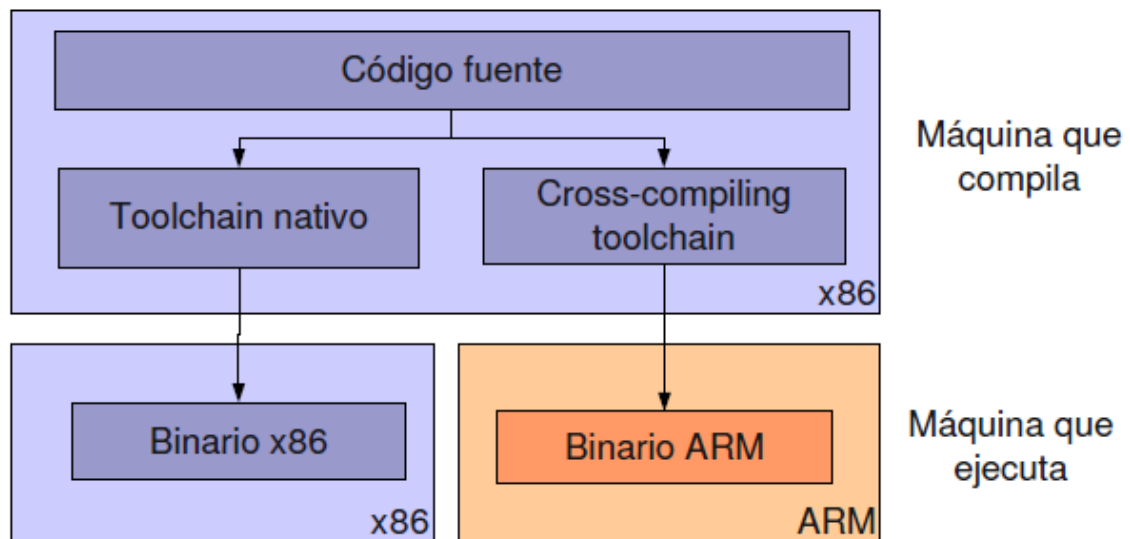 Código fuente
Máquina que
compila
Toolchain nativo
Cross-compiling
toolchain
x86
Binario x86
x86
Binario ARM
ARM
Máquina que
ejecuta